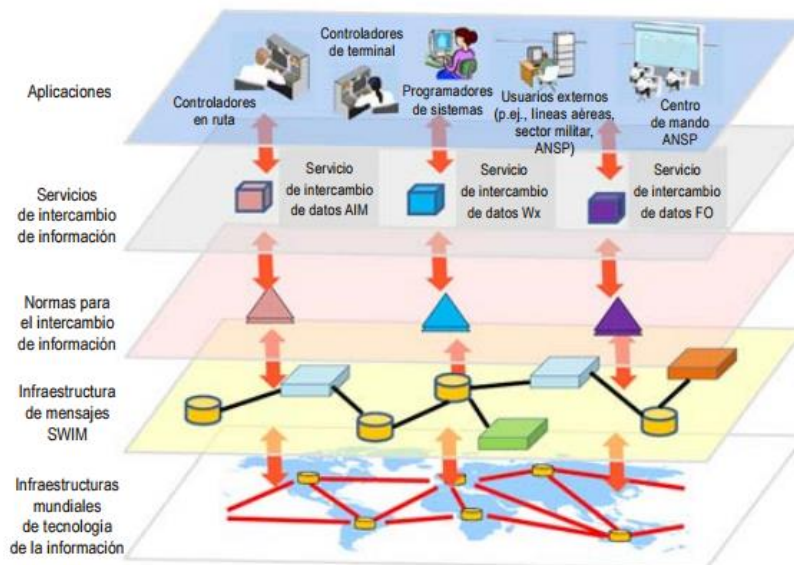 Aplicaciones
Controladores
en ruta
Controladores
de terminal
Programadores
de sistemas
Usuarios externos
(p.ej., líneas aéreas,
sector militar,
ANSP)
Centro
de mando
ANSP
Servicios
de intercambio
de información
Servicio
de intercambio
de datos AIM
Servicio
de intercambio
de datos Wx
Servicio
de intercambio
de datos FO
Normas para
el intercambio
de información
Infraestructura
de mensajes
SWIM
Infraestructuras
mundiales
de tecnología
de la información